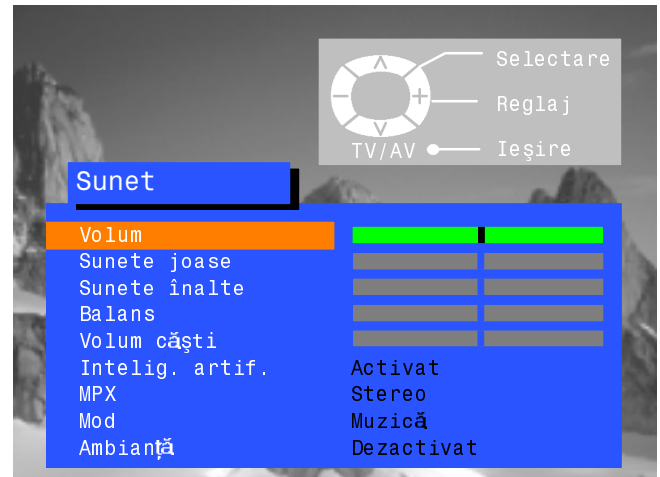 Selectare
Reglaj
TV/AV Ieşire
Sunet
Volum
Sunete joase
Sunete înalte
Balans
Volum căşti
Intelig. artif. Activat
MPX Stereo
Mod Muzică
Ambianţă Dezactivat